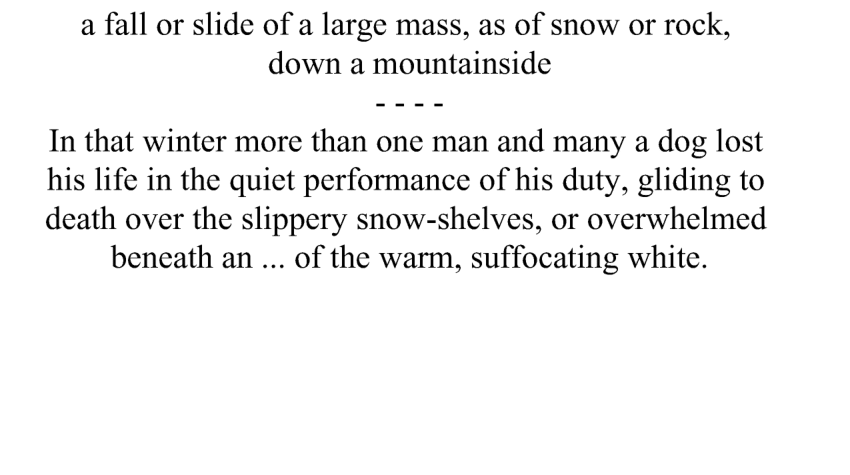 a fall or slide of a large mass, as of snow or rock,
down a mountainside
- - - -
In that winter more than one man and many a dog lost
his life in the quiet performance of his duty, gliding to
death over the slippery snow-shelves, or overwhelmed
beneath an ... of the warm, suffocating white.